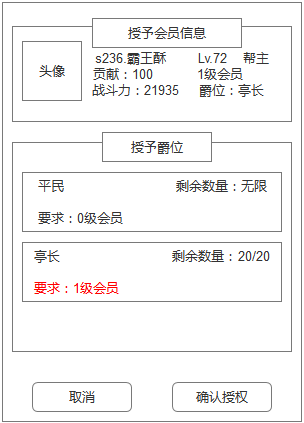 授予会员信息
头像
s236.霸王酥 Lv.72 帮主
贡献：100 1级会员
战斗力：21935 爵位：亭长
授予爵位
平民 剩余数量：无限
要求：0级会员
亭长 剩余数量：20/20
要求：1级会员
取消 确认授权